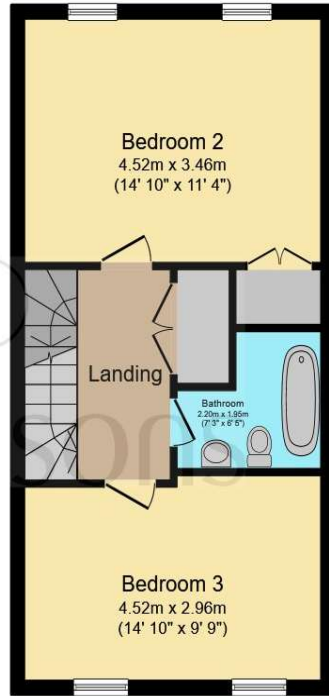 Bedroom 2
4.52m x 3.46m
(14' 10" x 11' 4")
Landing
Bathroom
2.20m x 1.95m
(7' 3" x 6' 5")
sons
Bedroom 3
4.52m x 2.96m
(14' 10" x 9' 9")